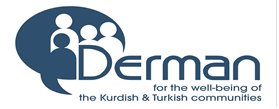 Derman
for the well-being of
the Kurdish & Turkish communities